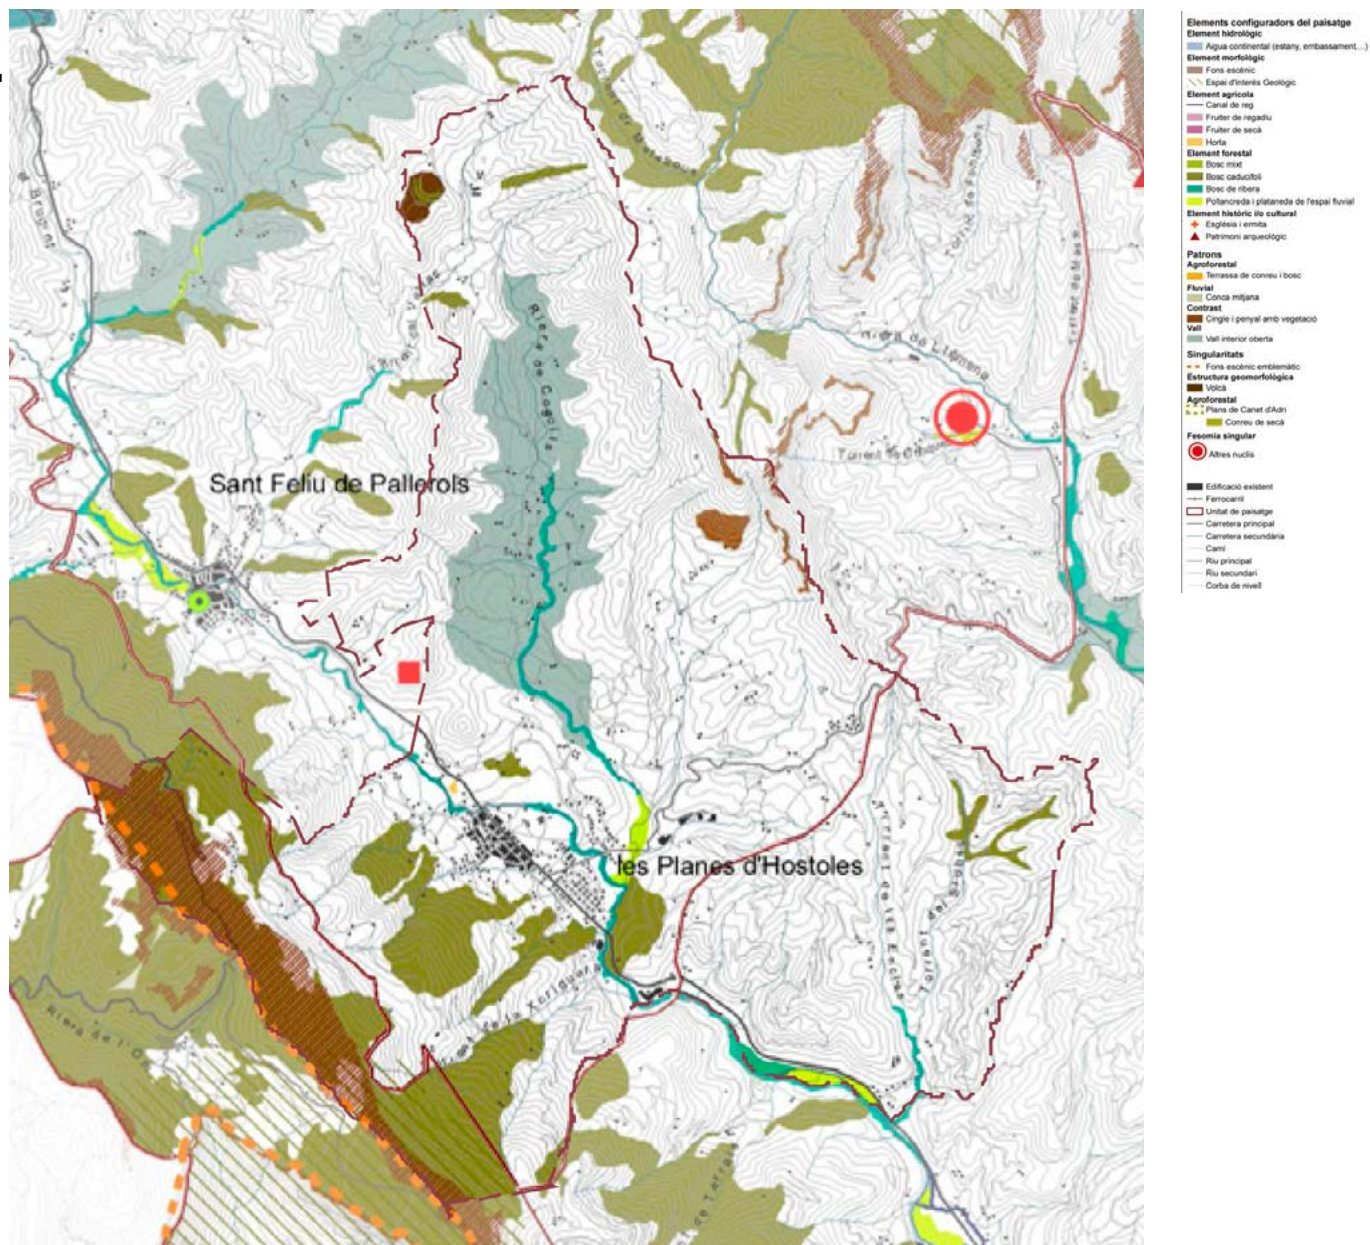 Sant Feliu de Pallerols
les Planes d'Hostoles
Riera de Cogolls
Riera de Llémena
Elements configuradors del paisatge
Element hidrològic
Aigua continental (estany, embassament,...)
Element morfològic
Fons escènic
Espai d'Interès Geològic
Element agrícola
Canal de reg
Fruiter de regadiu
Fruiter de secà
Horta
Element forestal
Bosc mixt
Bosc caducifoli
Bosc de ribera
Pollancreda i plataneda de l'espai fluvial
Element històric i/o cultural
Església i ermita
Patrimoni arqueològic
Patrons
Agroforestal
Terrassa de conreu i bosc
Fluvial
Conca mitjana
Contrast
Cingle i penyal amb vegetació
Vall
Vall interior oberta
Singularitats
Fons escènic emblemàtic
Estructura geomorfològica
Volcà
Agroforestal
Plans de Canet d'Adri
Conreu de secà
Fesomia singular
Altres nuclis
Edificació existent
Ferrocarril
Unitat de paisatge
Carretera principal
Carretera secundària
Camí
Riu principal
Riu secundari
Corba de nivell